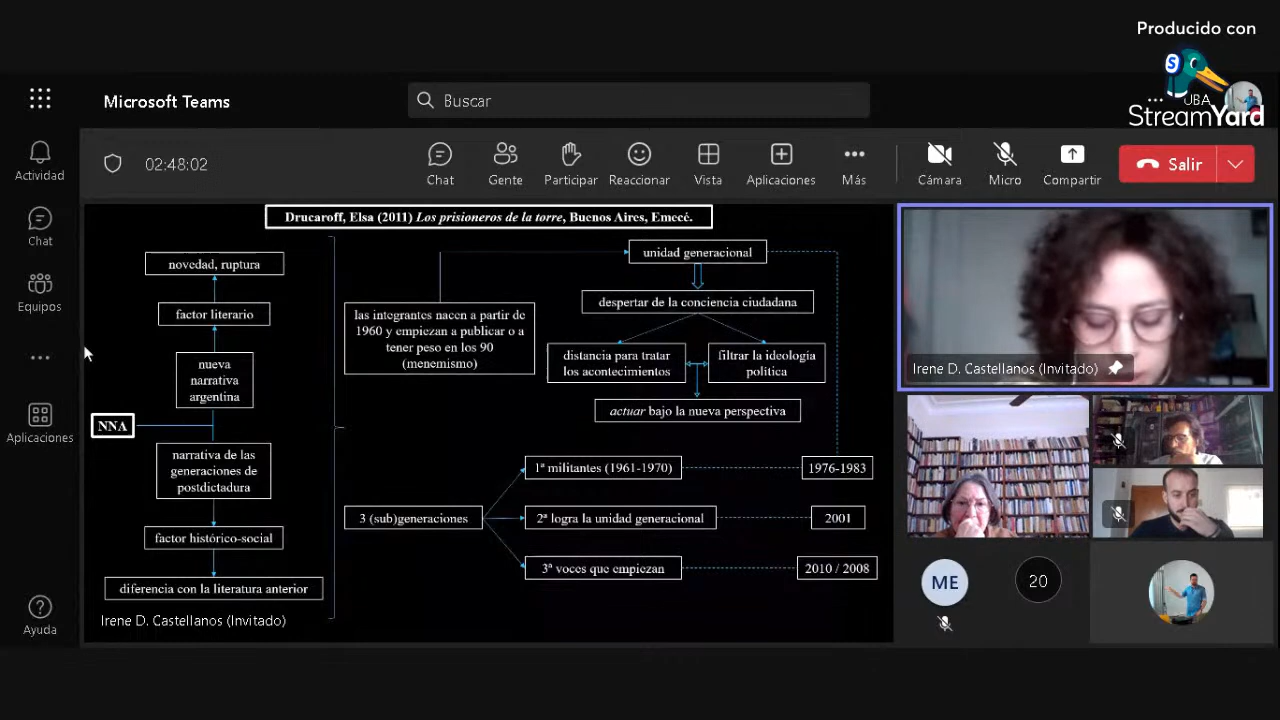 Producido con
StreamYard
UBA
Microsoft Teams
Buscar
Actividad
Chat
Equipos
Aplicaciones
Ayuda
02:48:02
Chat
Gente
Participar
Reaccionar
Vista
Aplicaciones
Más
Cámara
Micro
Compartir
Salir
Drucaroff, Elsa (2011) Los prisioneros de la torre, Buenos Aires, Emecé.
novedad, ruptura
factor literario
nueva
narrativa
argentina
NNA
narrativa de las
generaciones de
postdictadura
factor histórico-social
diferencia con la literatura anterior
las integrantes nacen a partir de
1960 y empiezan a publicar o a
tener peso en los 90
(menemismo)
unidad generacional
despertar de la conciencia ciudadana
distancia para tratar
los acontecimientos
filtrar la ideología
política
actuar bajo la nueva perspectiva
3 (sub)generaciones
1ª militantes (1961-1970)
1976-1983
2ª logra la unidad generacional
2001
3ª voces que empiezan
2010 / 2008
Irene D. Castellanos (Invitado)
Irene D. Castellanos (Invitado)
ME
20